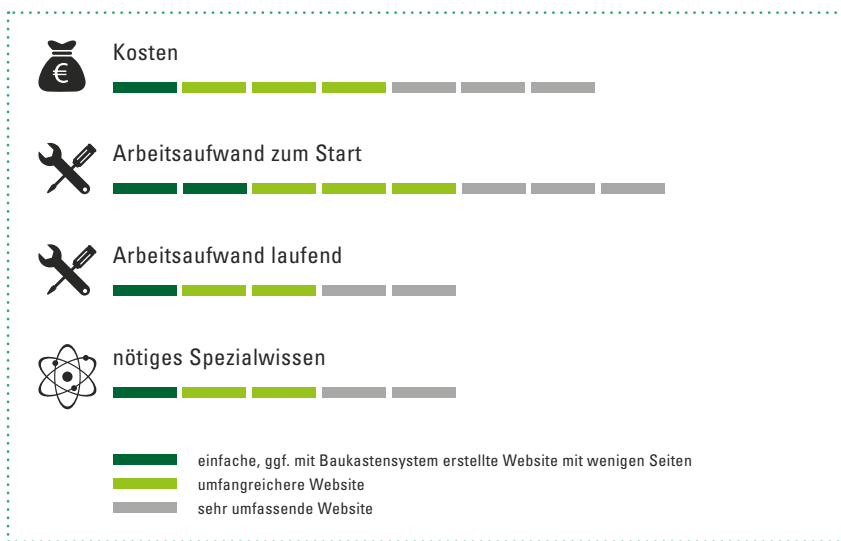 €
Kosten
Arbeitsaufwand zum Start
Arbeitsaufwand laufend
nötiges Spezialwissen
einfache, ggf. mit Baukastensystem erstellte Website mit wenigen Seiten
umfangreichere Website
sehr umfassende Website